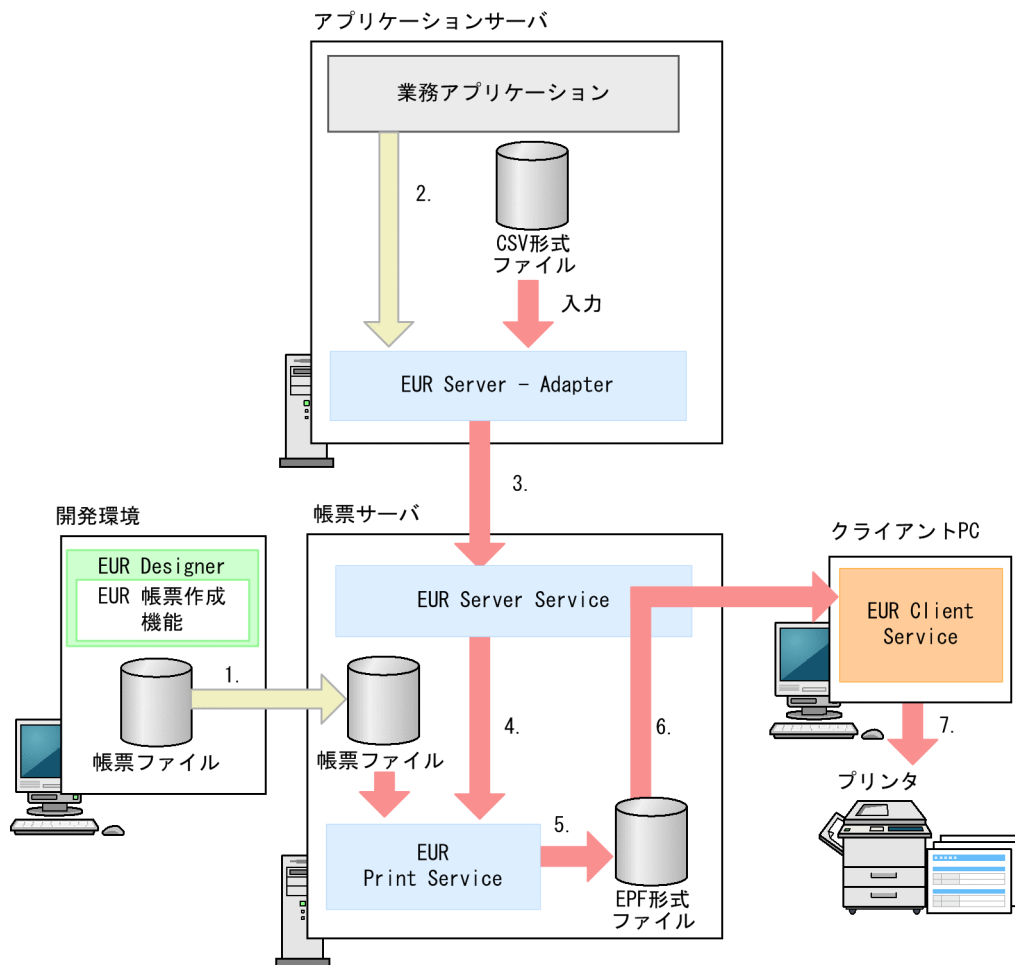 アプリケーションサーバ
業務アプリケーション
2.
CSV形式
ファイル
入力
EUR Server － Adapter
3.
開発環境
EUR Designer
EUR 帳票作成
機能
1.
帳票ファイル
帳票サーバ
EUR Server Service
帳票ファイル
4.
6.
EUR
Print Service
5.
EPF形式
ファイル
クライアントPC
EUR Client
Service
7.
プリンタ